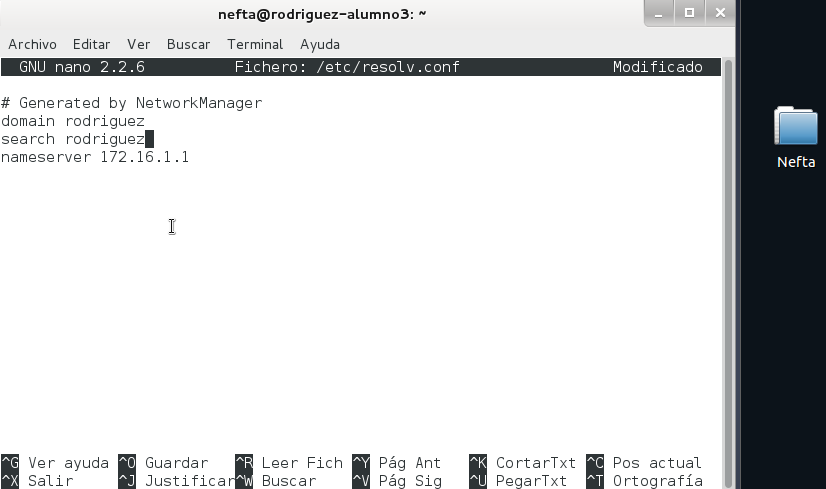 nefta@rodriguez-alumno3: ~
Archivo Editar Ver Buscar Terminal Ayuda
GNU nano 2.2.6 Fichero: /etc/resolv.conf Modificado
# Generated by NetworkManager
domain rodriguez
search rodriguez
nameserver 172.16.1.1
Nefta
^G Ver ayuda ^O Guardar ^R Leer Fich ^Y Pág Ant ^K CortarTxt ^C Pos actual
^X Salir ^J Justificar ^W Buscar ^V Pág Sig ^U PegarTxt ^T Ortografía